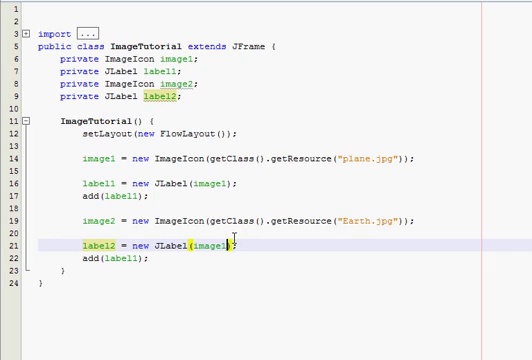 1
2
3 import ...
5 public class ImageTutorial extends JFrame {
6 private ImageIcon image1;
7 private JLabel label1;
8 private ImageIcon image2;
9 private JLabel label2;
10
11 ImageTutorial() {
12 setLayout(new FlowLayout());
13
14 image1 = new ImageIcon(getClass().getResource("plane.jpg"));
15
16 label1 = new JLabel(image1);
17 add(label1);
18
19 image2 = new ImageIcon(getClass().getResource("Earth.jpg"));
20
21 label2 = new JLabel(image1);
22 add(label1);
23 }
24 }